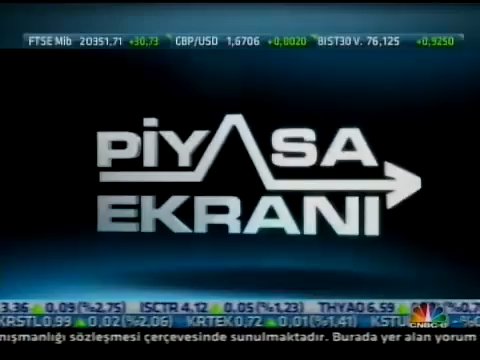 FTSE Mib 20351,71 +30,73 GBP/USD 1,6706 +0,0020 BIST30 V. 76,125 +0,9250
PİYASA
EKRANI
3.36 0,09 (%2,75) ISCTR 4,12 0,05 (%1,23) THYAO 6.59
KRSTL 0,99 0,02 (%2,06) KRTEK 0,72 0,01 (%1,41) KSTU
CNBC-e
nışmanlığı sözleşmesi çerçevesinde sunulmaktadır. Burada yer alan yorum